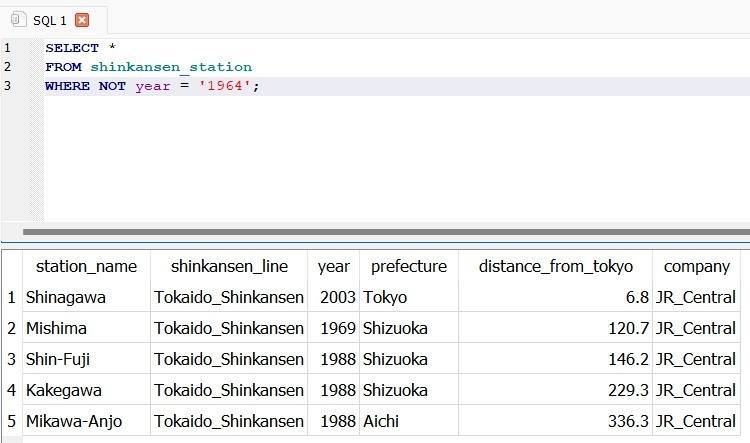 SQL 1
1 SELECT *
2 FROM shinkansen_station
3 WHERE NOT year = '1964';
station_name shinkansen_line year prefecture distance_from_tokyo company
1 Shinagawa Tokaido_Shinkansen 2003 Tokyo 6.8 JR_Central
2 Mishima Tokaido_Shinkansen 1969 Shizuoka 120.7 JR_Central
3 Shin-Fuji Tokaido_Shinkansen 1988 Shizuoka 146.2 JR_Central
4 Kakegawa Tokaido_Shinkansen 1988 Shizuoka 229.3 JR_Central
5 Mikawa-Anjo Tokaido_Shinkansen 1988 Aichi 336.3 JR_Central